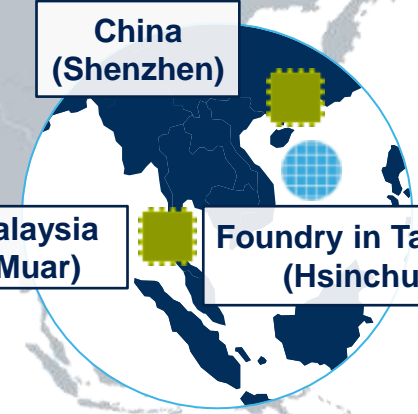 China
(Shenzhen)
alaysia
Muar)
Foundry in Ta
(Hsinchu